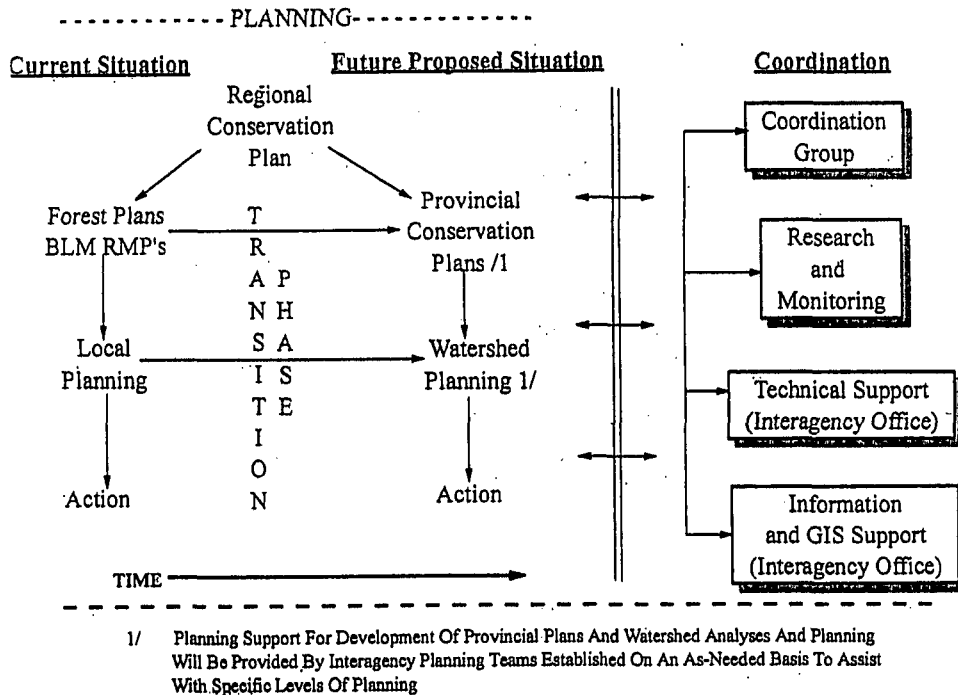 PLANNING
Current Situation
Future Proposed Situation
Coordination
Regional
Conservation
Plan
Forest Plans
BLM RMP's
TRANSITION
PHASE
Provincial
Conservation
Plans /1
Local
Planning
Watershed
Planning 1/
Action
Action
TIME
Coordination
Group
Research
and
Monitoring
Technical Support
(Interagency Office)
Information
and GIS Support
(Interagency Office)
1/ Planning Support For Development Of Provincial Plans And Watershed Analyses And Planning
Will Be Provided By Interagency Planning Teams Established On An As-Needed Basis To Assist
With Specific Levels Of Planning